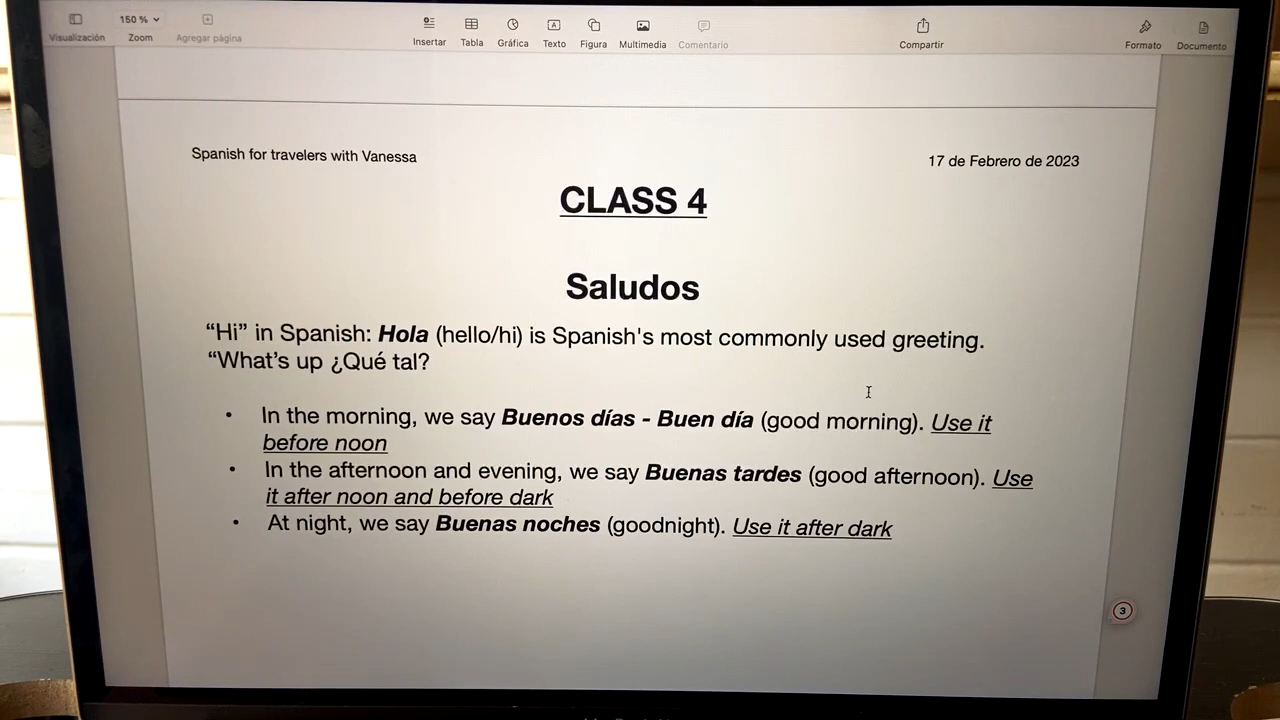 150 %
Visualización Zoom Agregar página Insertar Tabla Gráfica Texto Figura Multimedia Comentario Compartir Formato Documento
Spanish for travelers with Vanessa
17 de Febrero de 2023
CLASS 4
Saludos
“Hi” in Spanish: Hola (hello/hi) is Spanish's most commonly used greeting.
“What’s up ¿Qué tal?
• In the morning, we say Buenos días - Buen día (good morning). Use it
before noon
• In the afternoon and evening, we say Buenas tardes (good afternoon). Use
it after noon and before dark
• At night, we say Buenas noches (goodnight). Use it after dark
3